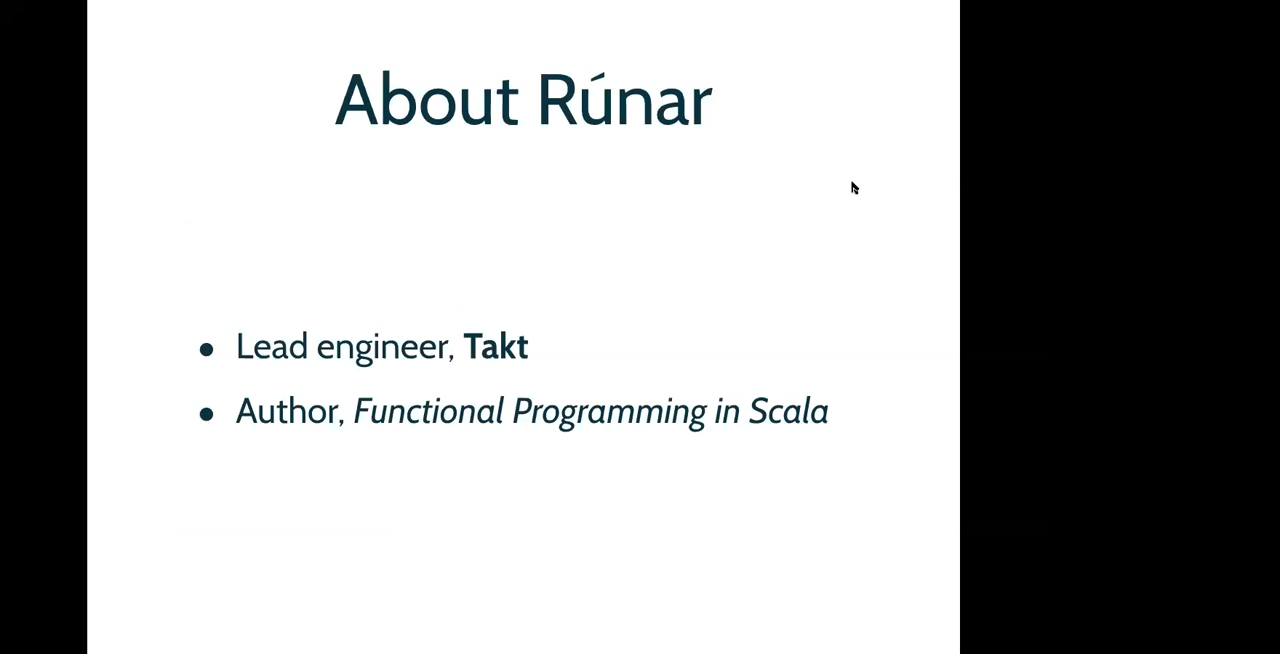 About Rúnar
• Lead engineer, Takt
• Author, Functional Programming in Scala